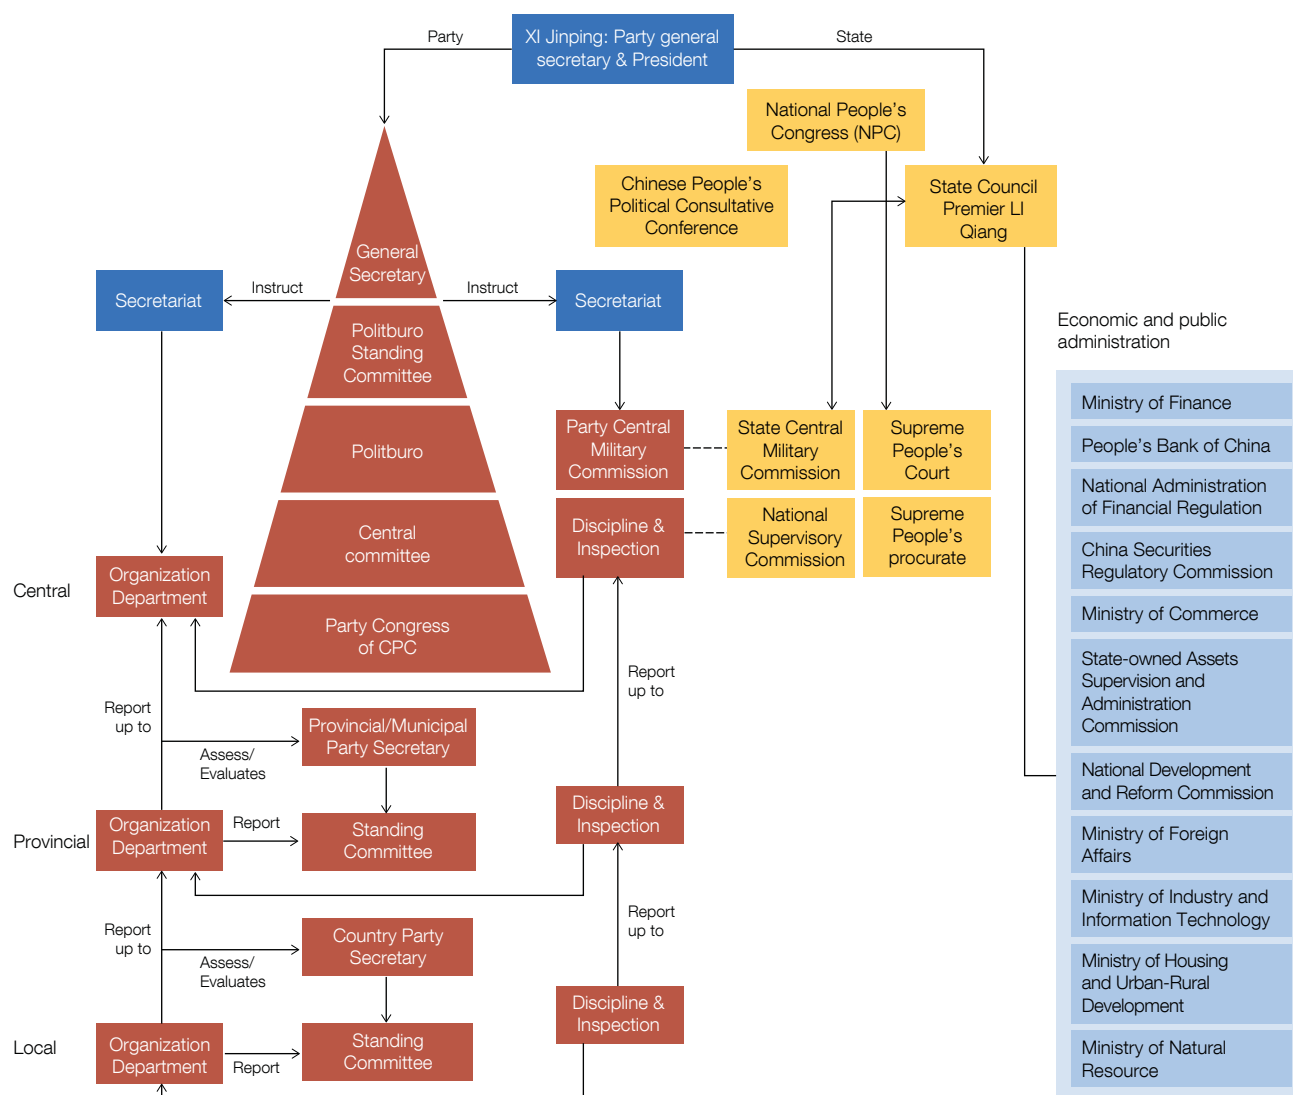 XI Jinping: Party general
secretary & President
Party
State
National People's
Congress (NPC)
Chinese People's
Political Consultative
Conference
State Council
Premier LI
Qiang
General
Secretary
Secretariat
Instruct
Instruct
Secretariat
Politburo
Standing
Committee
Politburo
Central
committee
Party Congress
of CPC
Party Central
Military
Commission
State Central
Military
Commission
Supreme
People's
Court
Discipline &
Inspection
National
Supervisory
Commission
Supreme
People's
procurate
Central
Organization
Department
Report
up to
Report
up to
Provincial/Municipal
Party Secretary
Assess/
Evaluates
Provincial
Organization
Department
Report
Standing
Committee
Discipline &
Inspection
Report
up to
Report
up to
Country Party
Secretary
Assess/
Evaluates
Local
Organization
Department
Report
Standing
Committee
Discipline &
Inspection
Economic and public
administration
Ministry of Finance
People's Bank of China
National Administration
of Financial Regulation
China Securities
Regulatory Commission
Ministry of Commerce
State-owned Assets
Supervision and
Administration
Commission
National Development
and Reform Commission
Ministry of Foreign
Affairs
Ministry of Industry and
Information Technology
Ministry of Housing
and Urban-Rural
Development
Ministry of Natural
Resource